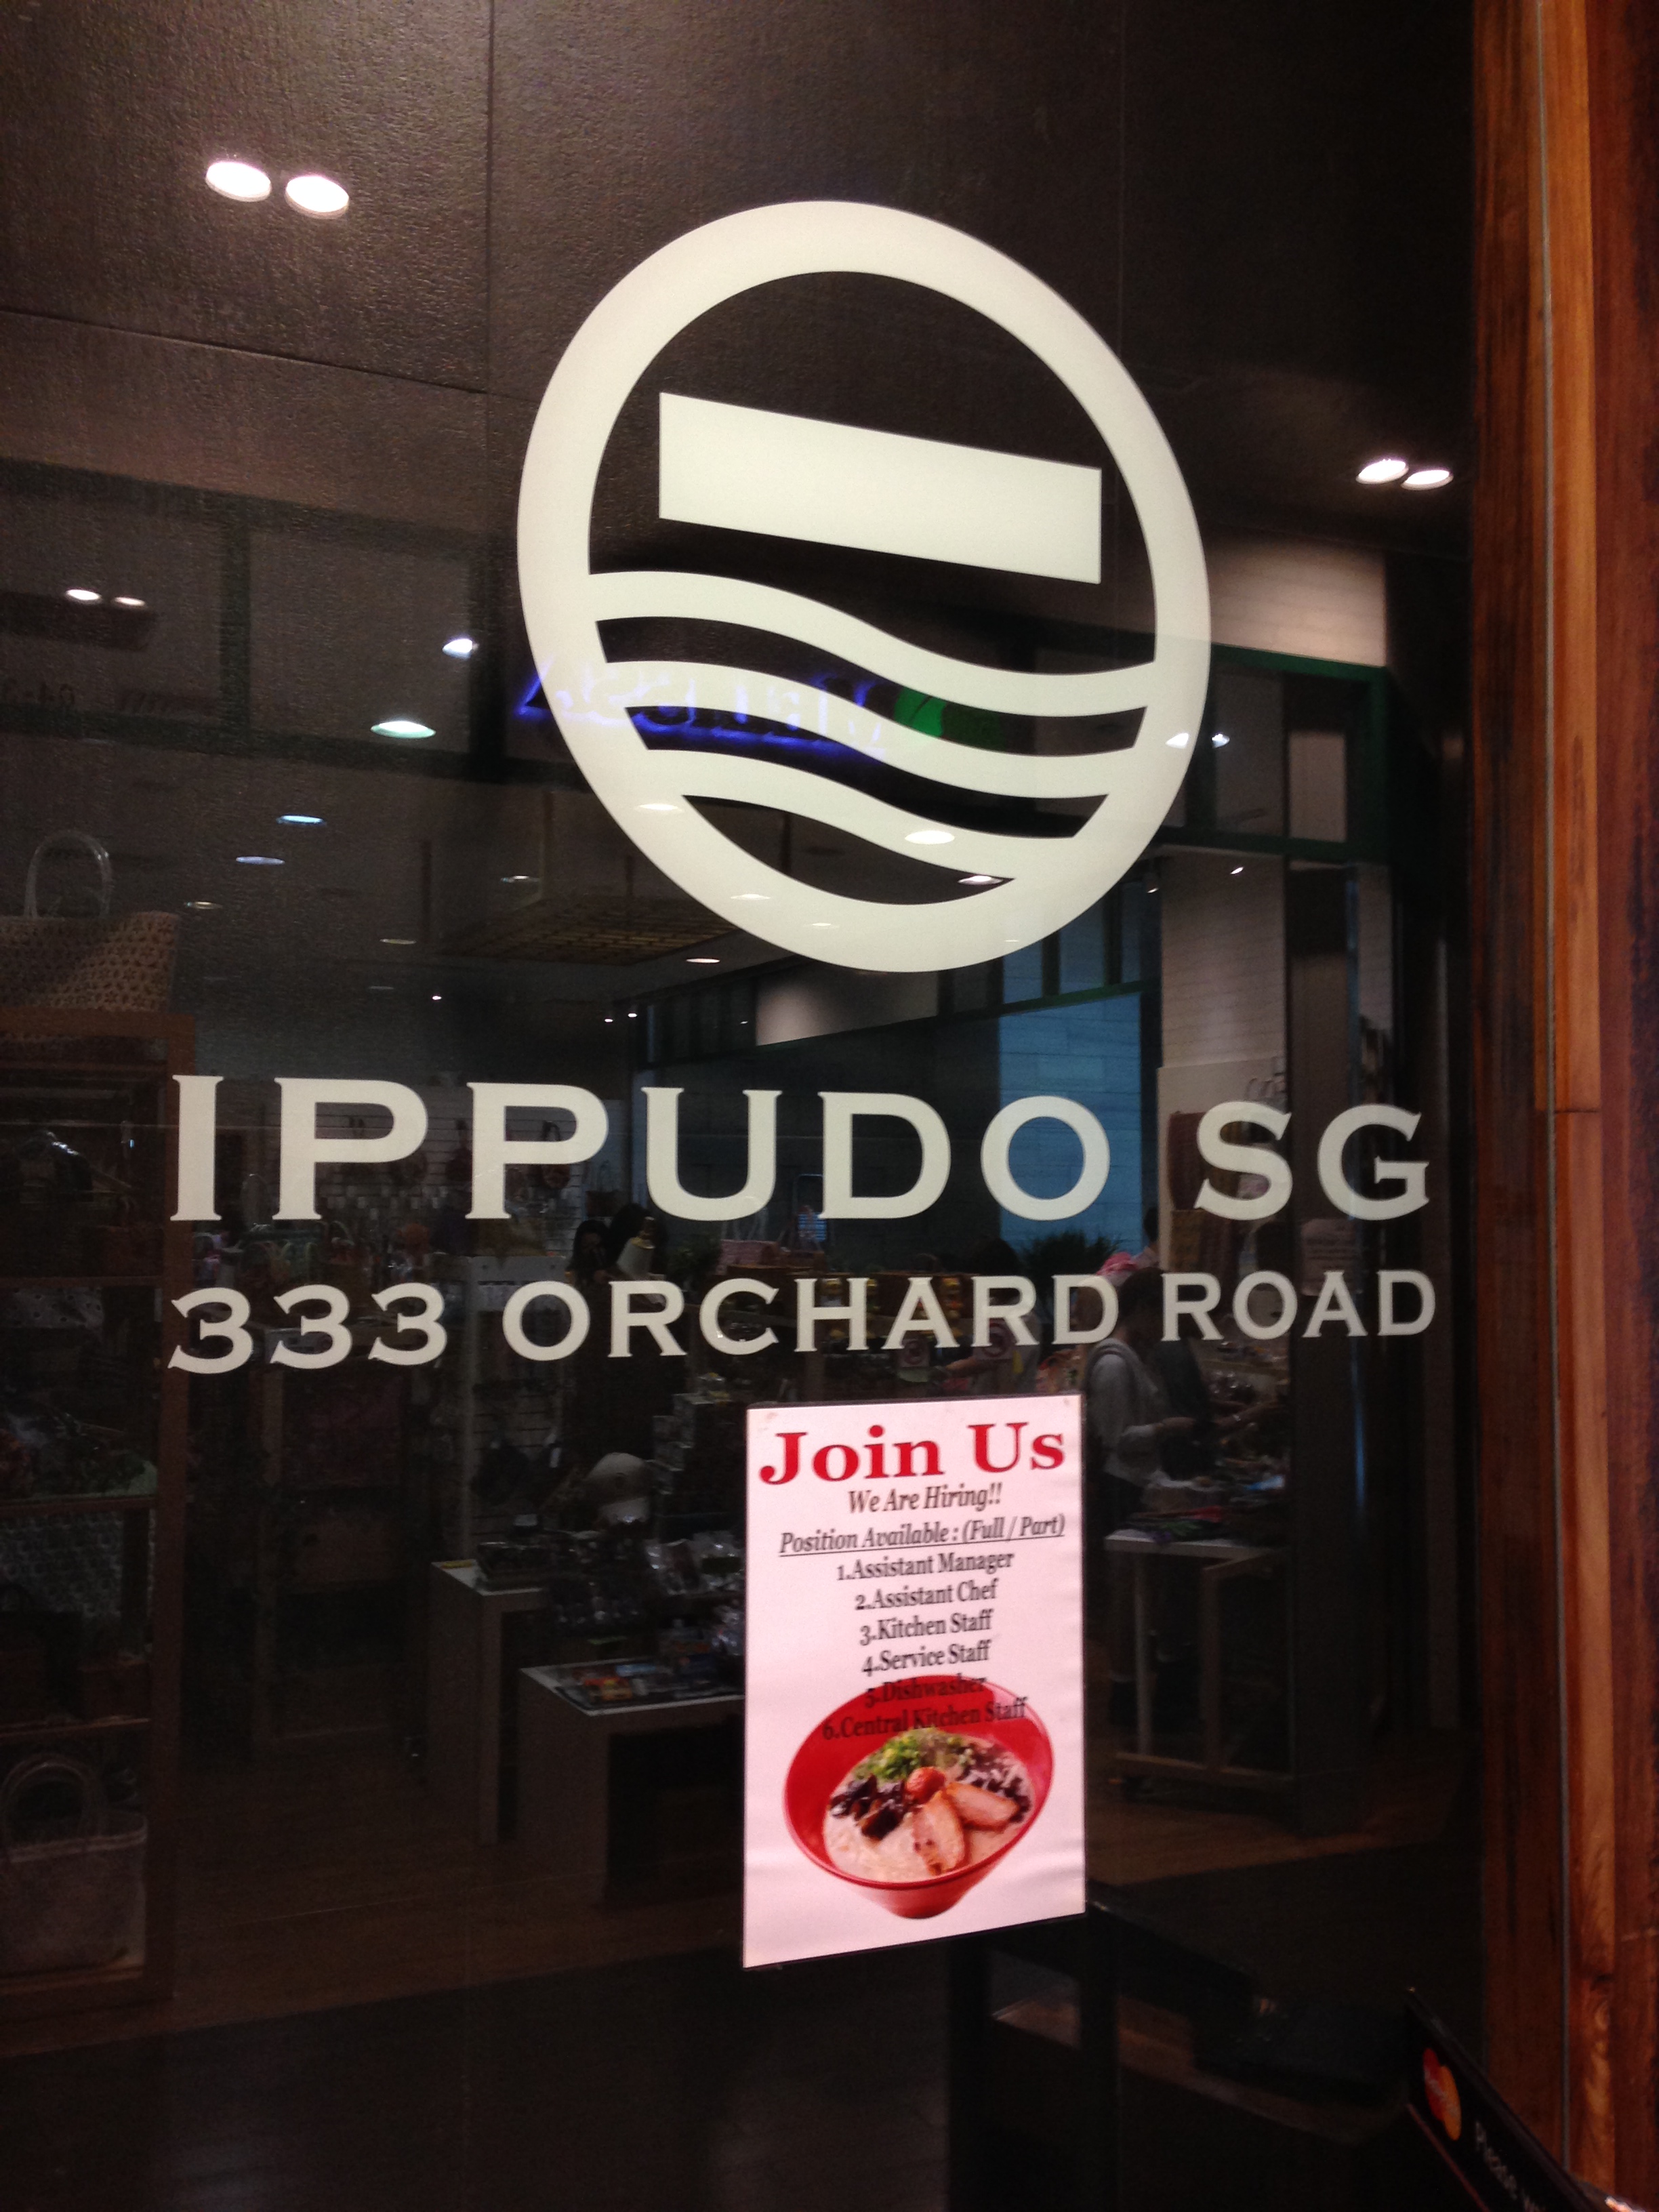 IPPUDO SG
333 ORCHARD ROAD
Join Us
We Are Hiring!!
Position Available : (Full / Part)
1.Assistant Manager
2.Assistant Chef
3.Kitchen Staff
4.Service Staff
5.Dishwasher
6.Central Kitchen Staff
Please